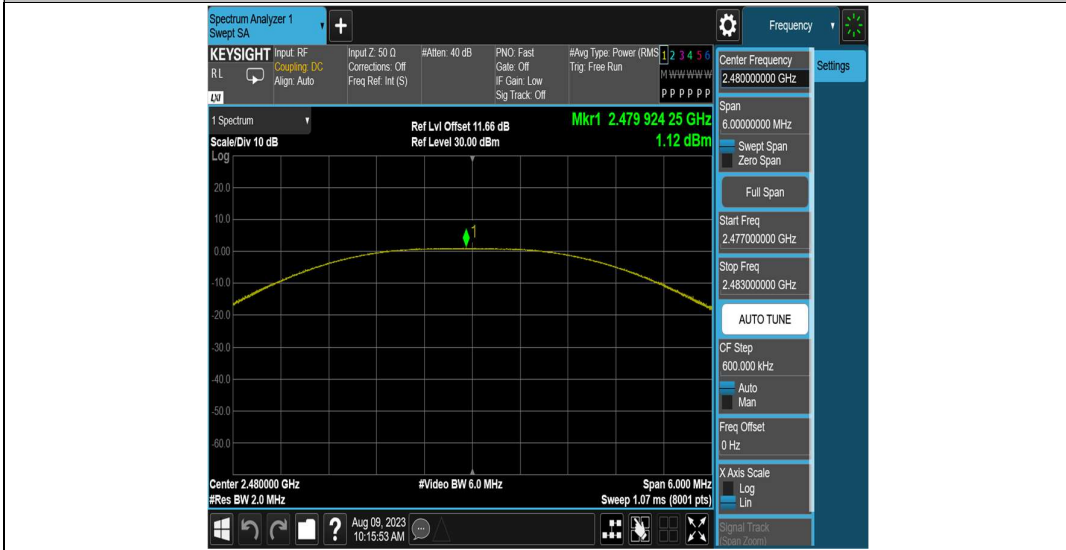 Spectrum Analyzer 1
Swept SA
+
Frequency
KEYSIGHT
RL
LXI
Input: RF
Coupling: DC
Align: Auto
Input Z: 50 Ω
Corrections: Off
Freq Ref: Int (S)
#Atten: 40 dB
PNO: Fast
Gate: Off
IF Gain: Low
Sig Track: Off
#Avg Type: Power (RMS
Trig: Free Run
1 2 3 4 5 6
M W W W W W
P P P P P P
1 Spectrum
Scale/Div 10 dB
Ref Lvl Offset 11.66 dB
Ref Level 30.00 dBm
Mkr1 2.479 924 25 GHz
1.12 dBm
Log
20.0
10.0
0.00
-10.0
-20.0
-30.0
-40.0
-50.0
-60.0
1
Center 2.480000 GHz
#Res BW 2.0 MHz
#Video BW 6.0 MHz
Span 6.000 MHz
Sweep 1.07 ms (8001 pts)
Aug 09, 2023
10:15:53 AM
Center Frequency
2.480000000 GHz
Settings
Span
6.00000000 MHz
Swept Span
Zero Span
Full Span
Start Freq
2.477000000 GHz
Stop Freq
2.483000000 GHz
AUTO TUNE
CF Step
600.000 kHz
Auto
Man
Freq Offset
0 Hz
X Axis Scale
Log
Lin
Signal Track
(Span Zoom)